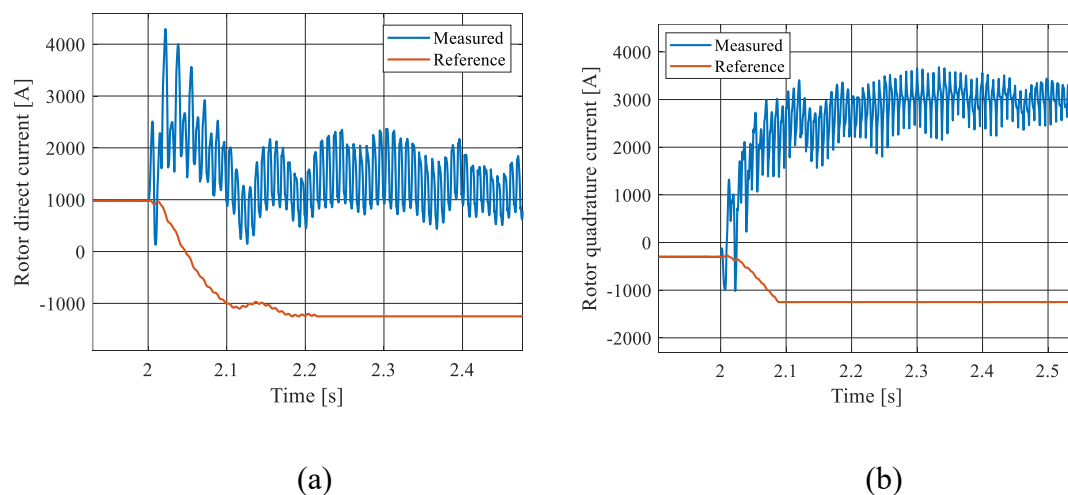 Rotor direct current [A]
4000
3000
2000
1000
0
-1000
Measured
Reference
2
2.1
2.2
2.3
2.4
Time [s]
(a)
Rotor quadrature current [A]
4000
3000
2000
1000
0
-1000
-2000
Measured
Reference
2
2.1
2.2
2.3
2.4
2.5
Time [s]
(b)